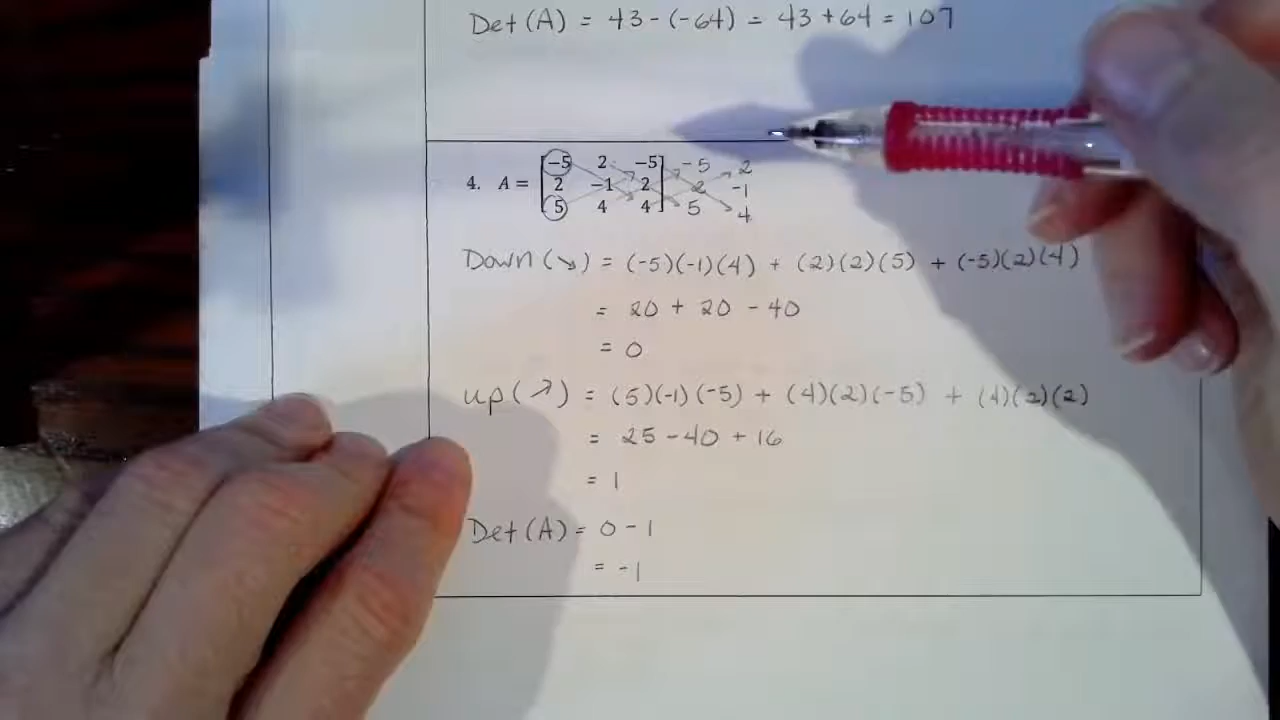 Det (A) = 43 - (-64) = 43 + 64 = 107
4. A = [-5 2 -5] -5 2
[2 -1 2] 2 -1
[5 4 4] 5 4
Down (↘) = (-5)(-1)(4) + (2)(2)(5) + (-5)(2)(4)
= 20 + 20 - 40
= 0
up (↗) = (5)(-1)(-5) + (4)(2)(-5) + (4)(2)(2)
= 25 - 40 + 16
= 1
Det (A) = 0 - 1
= -1